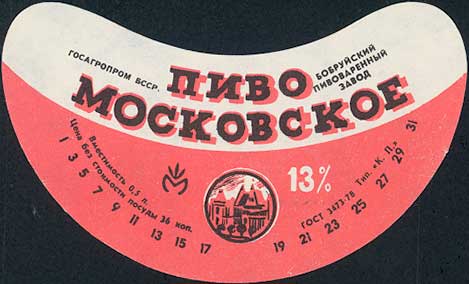 ГОСАГРОПРОМ БССР.
ПИВО
БОБРУЙСКИЙ
ПИВОВАРЕННЫЙ
ЗАВОД
МОСКОВСКОЕ
Вместимость 0,5 л.
Цена без стоимости посуды 36 коп.
13%
ГОСТ 3473-78 Тип. „К. П.“
1 3 5 7 9 11 13 15 17 19 21 23 25 27 29 31